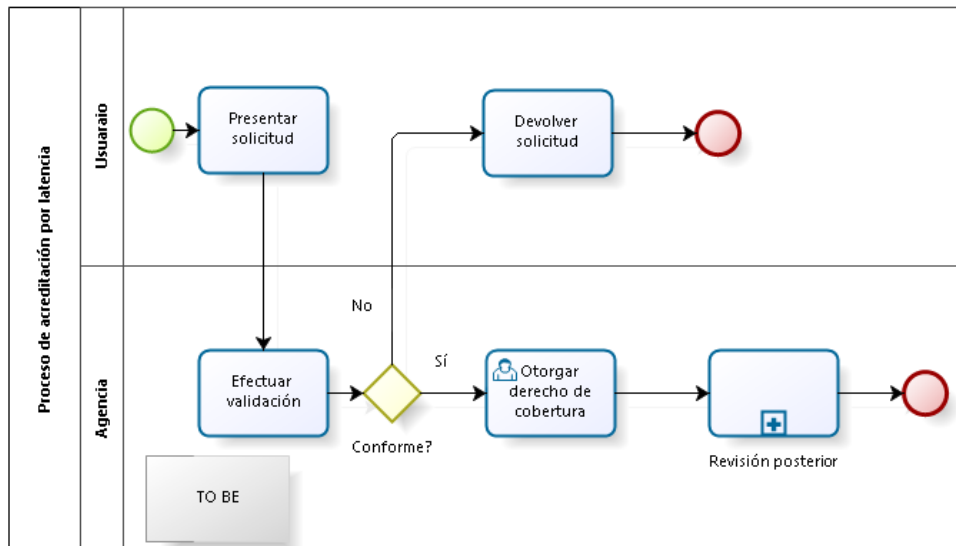 Proceso de acreditación por latencia
Usuaraio
Presentar
solicitud
Devolver
solicitud
Agencia
No
Sí
Efectuar
validación
Conforme?
Otorgar
derecho de
cobertura
Revisión posterior
TO BE